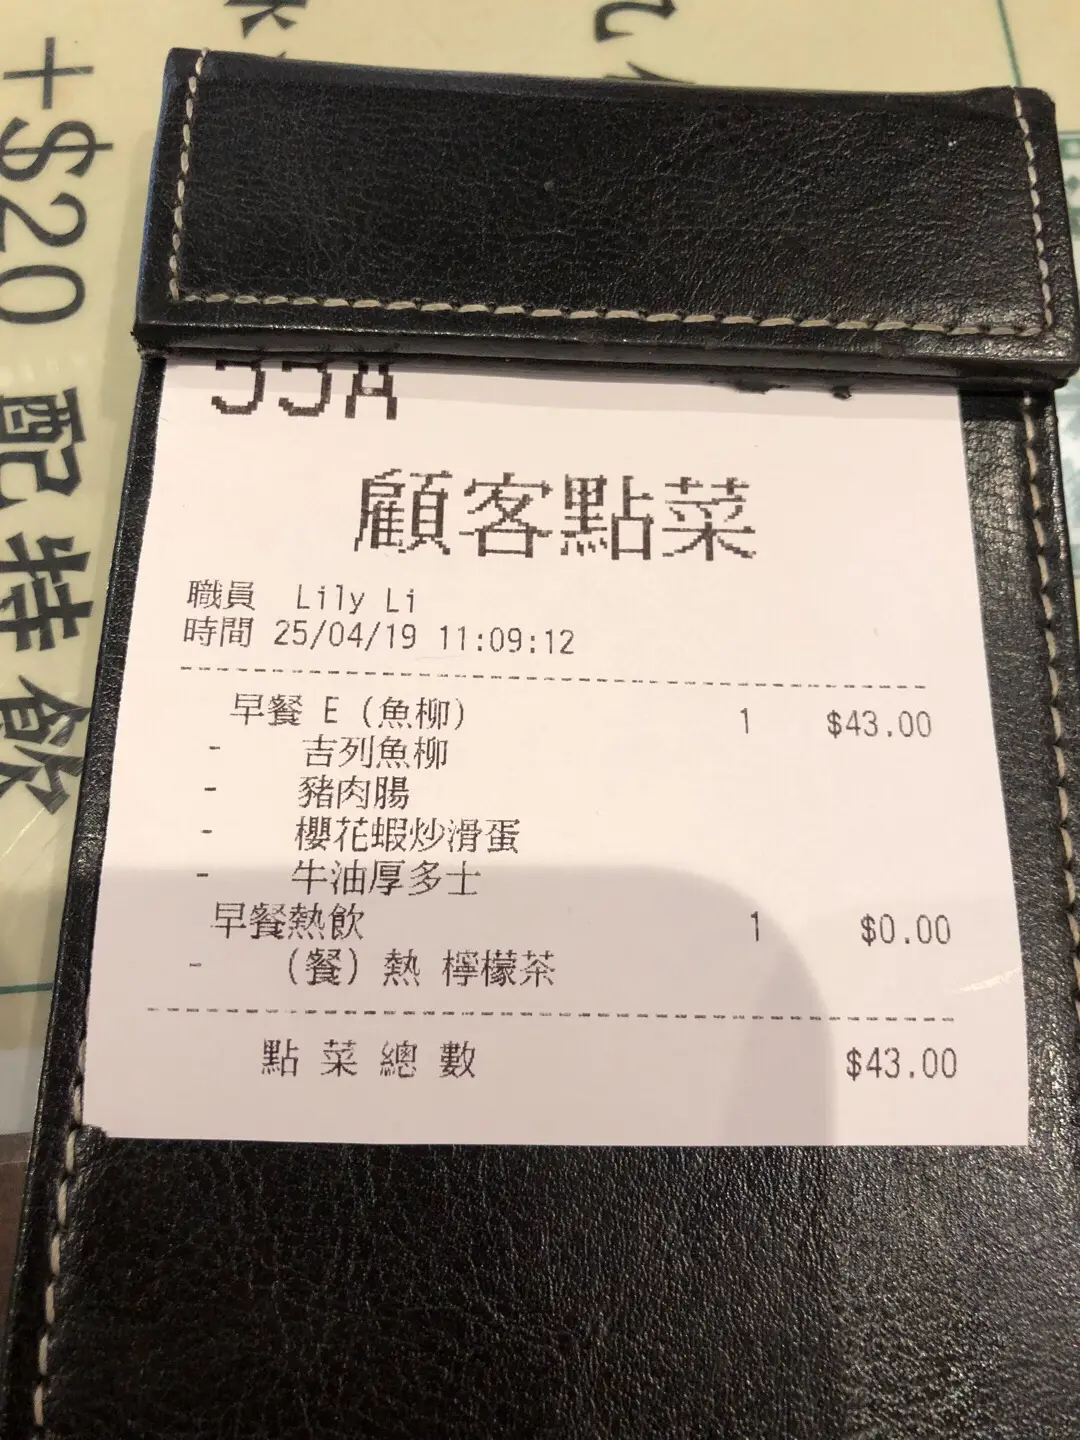 +$20 配特飲
顧客點菜
職員 Lily Li
時間 25/04/19 11:09:12
早餐 E (魚柳) 1 $43.00
- 吉列魚柳
- 豬肉腸
- 櫻花蝦炒滑蛋
- 牛油厚多士
早餐熱飲 1 $0.00
- (餐) 熱 檸檬茶
點菜總數 $43.00